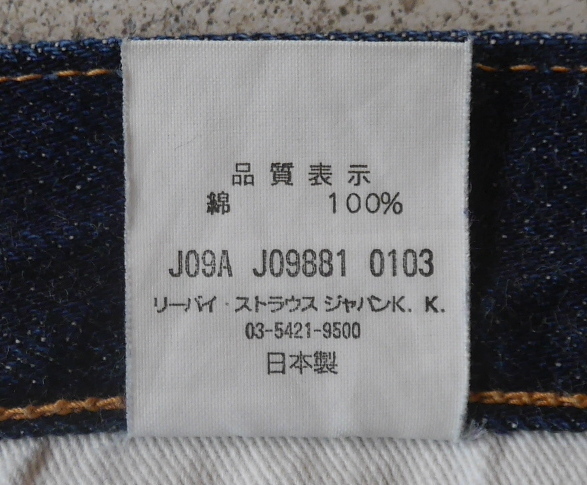 品質表示
綿 100%
J09A J09881 0103
リーバイ・ストラウス ジャパンK. K.
03-5421-9500
日本製